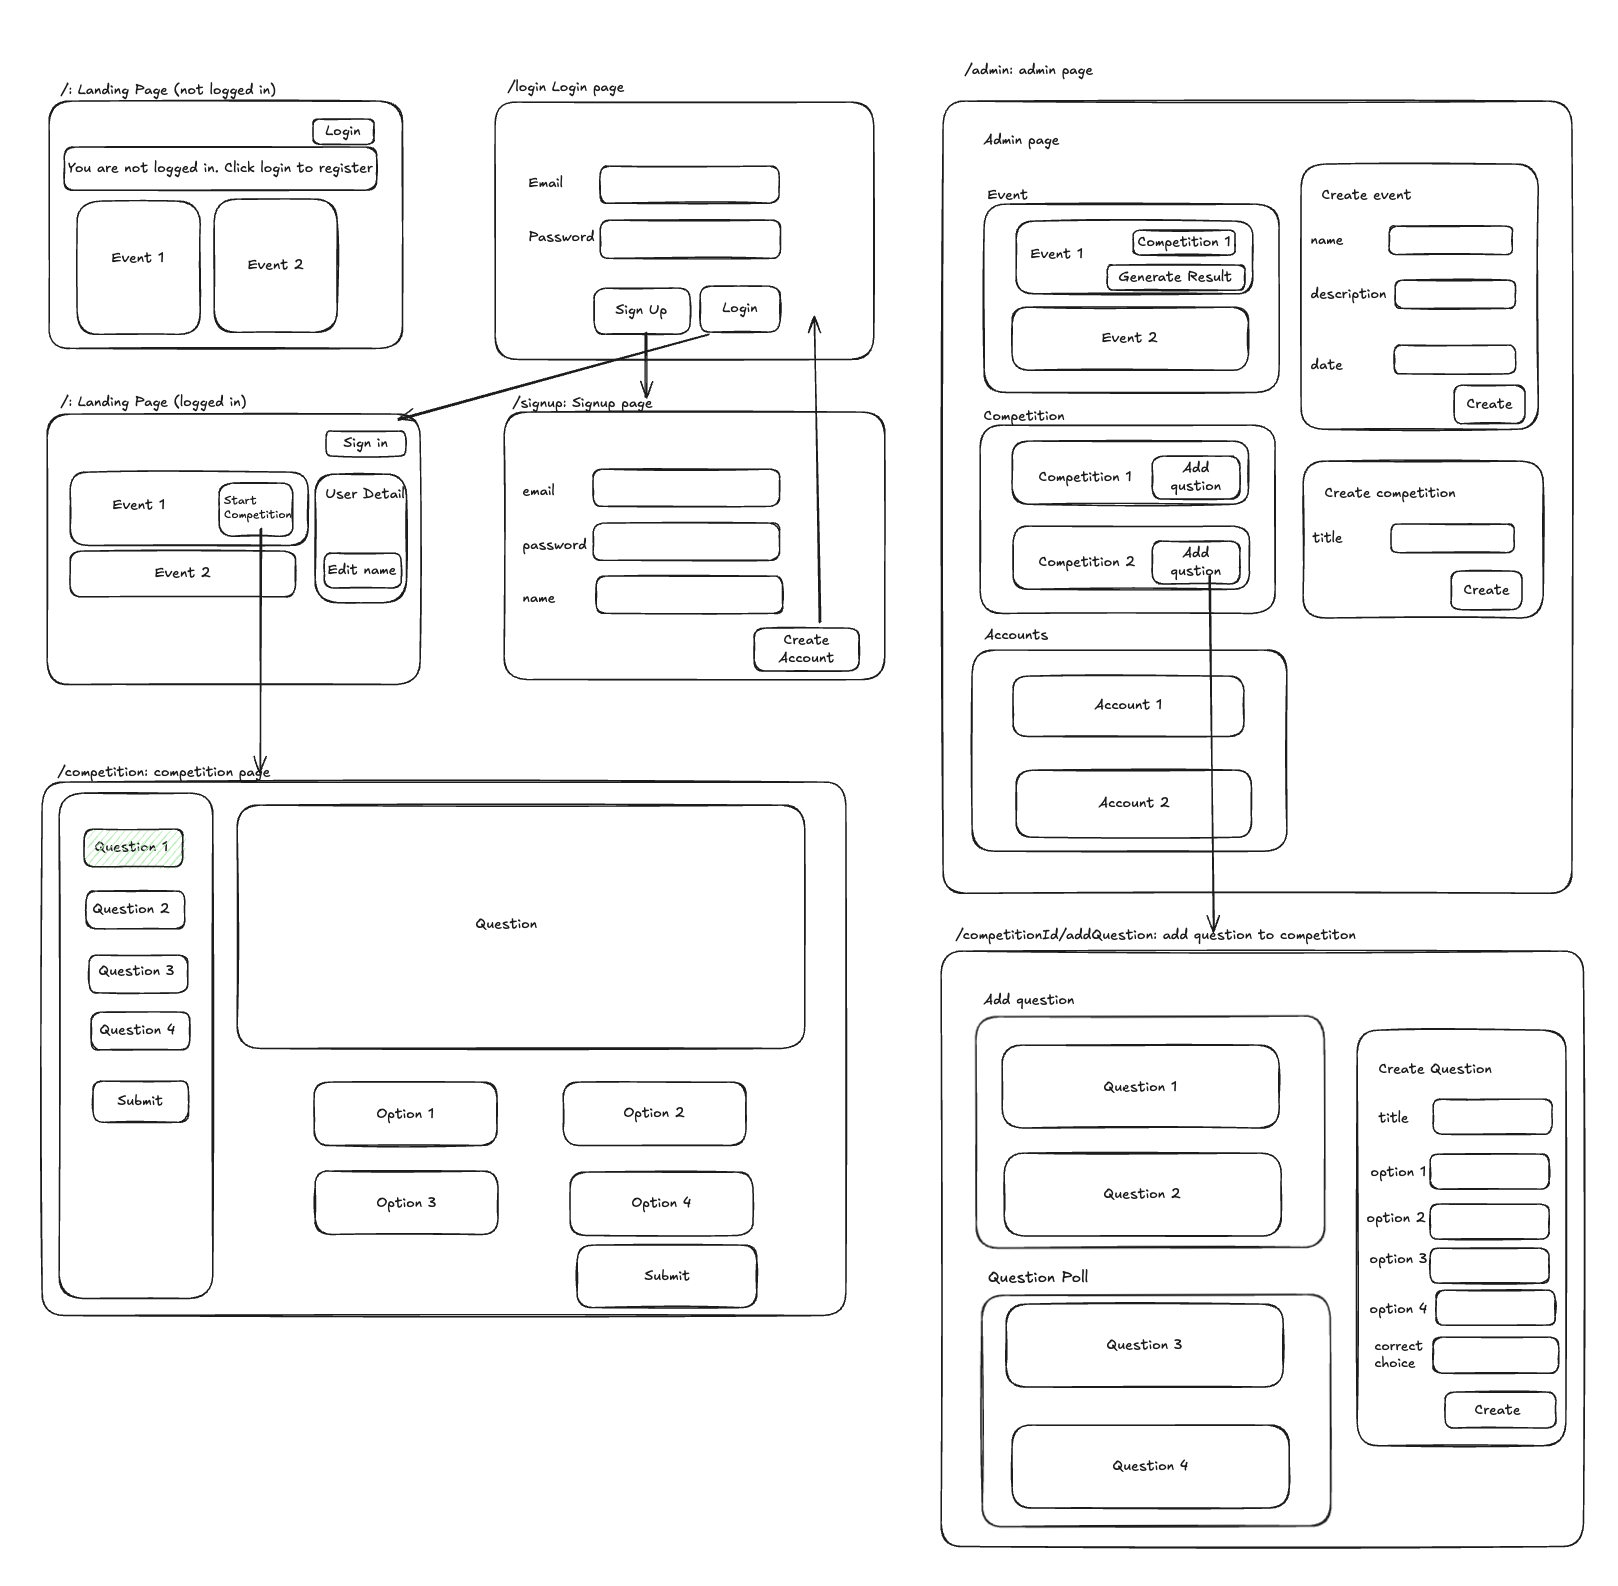 /: Landing Page (not logged in)
Login
You are not logged in. Click login to register
Event 1
Event 2
/login Login page
Email
Password
Sign Up
Login
/: Landing Page (logged in)
Sign in
Event 1
Start
Competition
User Detail
Event 2
Edit name
/signup: Signup page
email
password
name
Create
Account
/competition: competition page
Question 1
Question 2
Question 3
Question 4
Submit
Question
Option 1
Option 2
Option 3
Option 4
Submit
/admin: admin page
Admin page
Event
Event 1
Competition 1
Generate Result
Event 2
Create event
name
description
date
Create
Competition
Competition 1
Add
qustion
Competition 2
Add
qustion
Create competition
title
Create
Accounts
Account 1
Account 2
/competitionId/addQuestion: add question to competiton
Add question
Question 1
Question 2
Question Poll
Question 3
Question 4
Create Question
title
option 1
option 2
option 3
option 4
correct
choice
Create